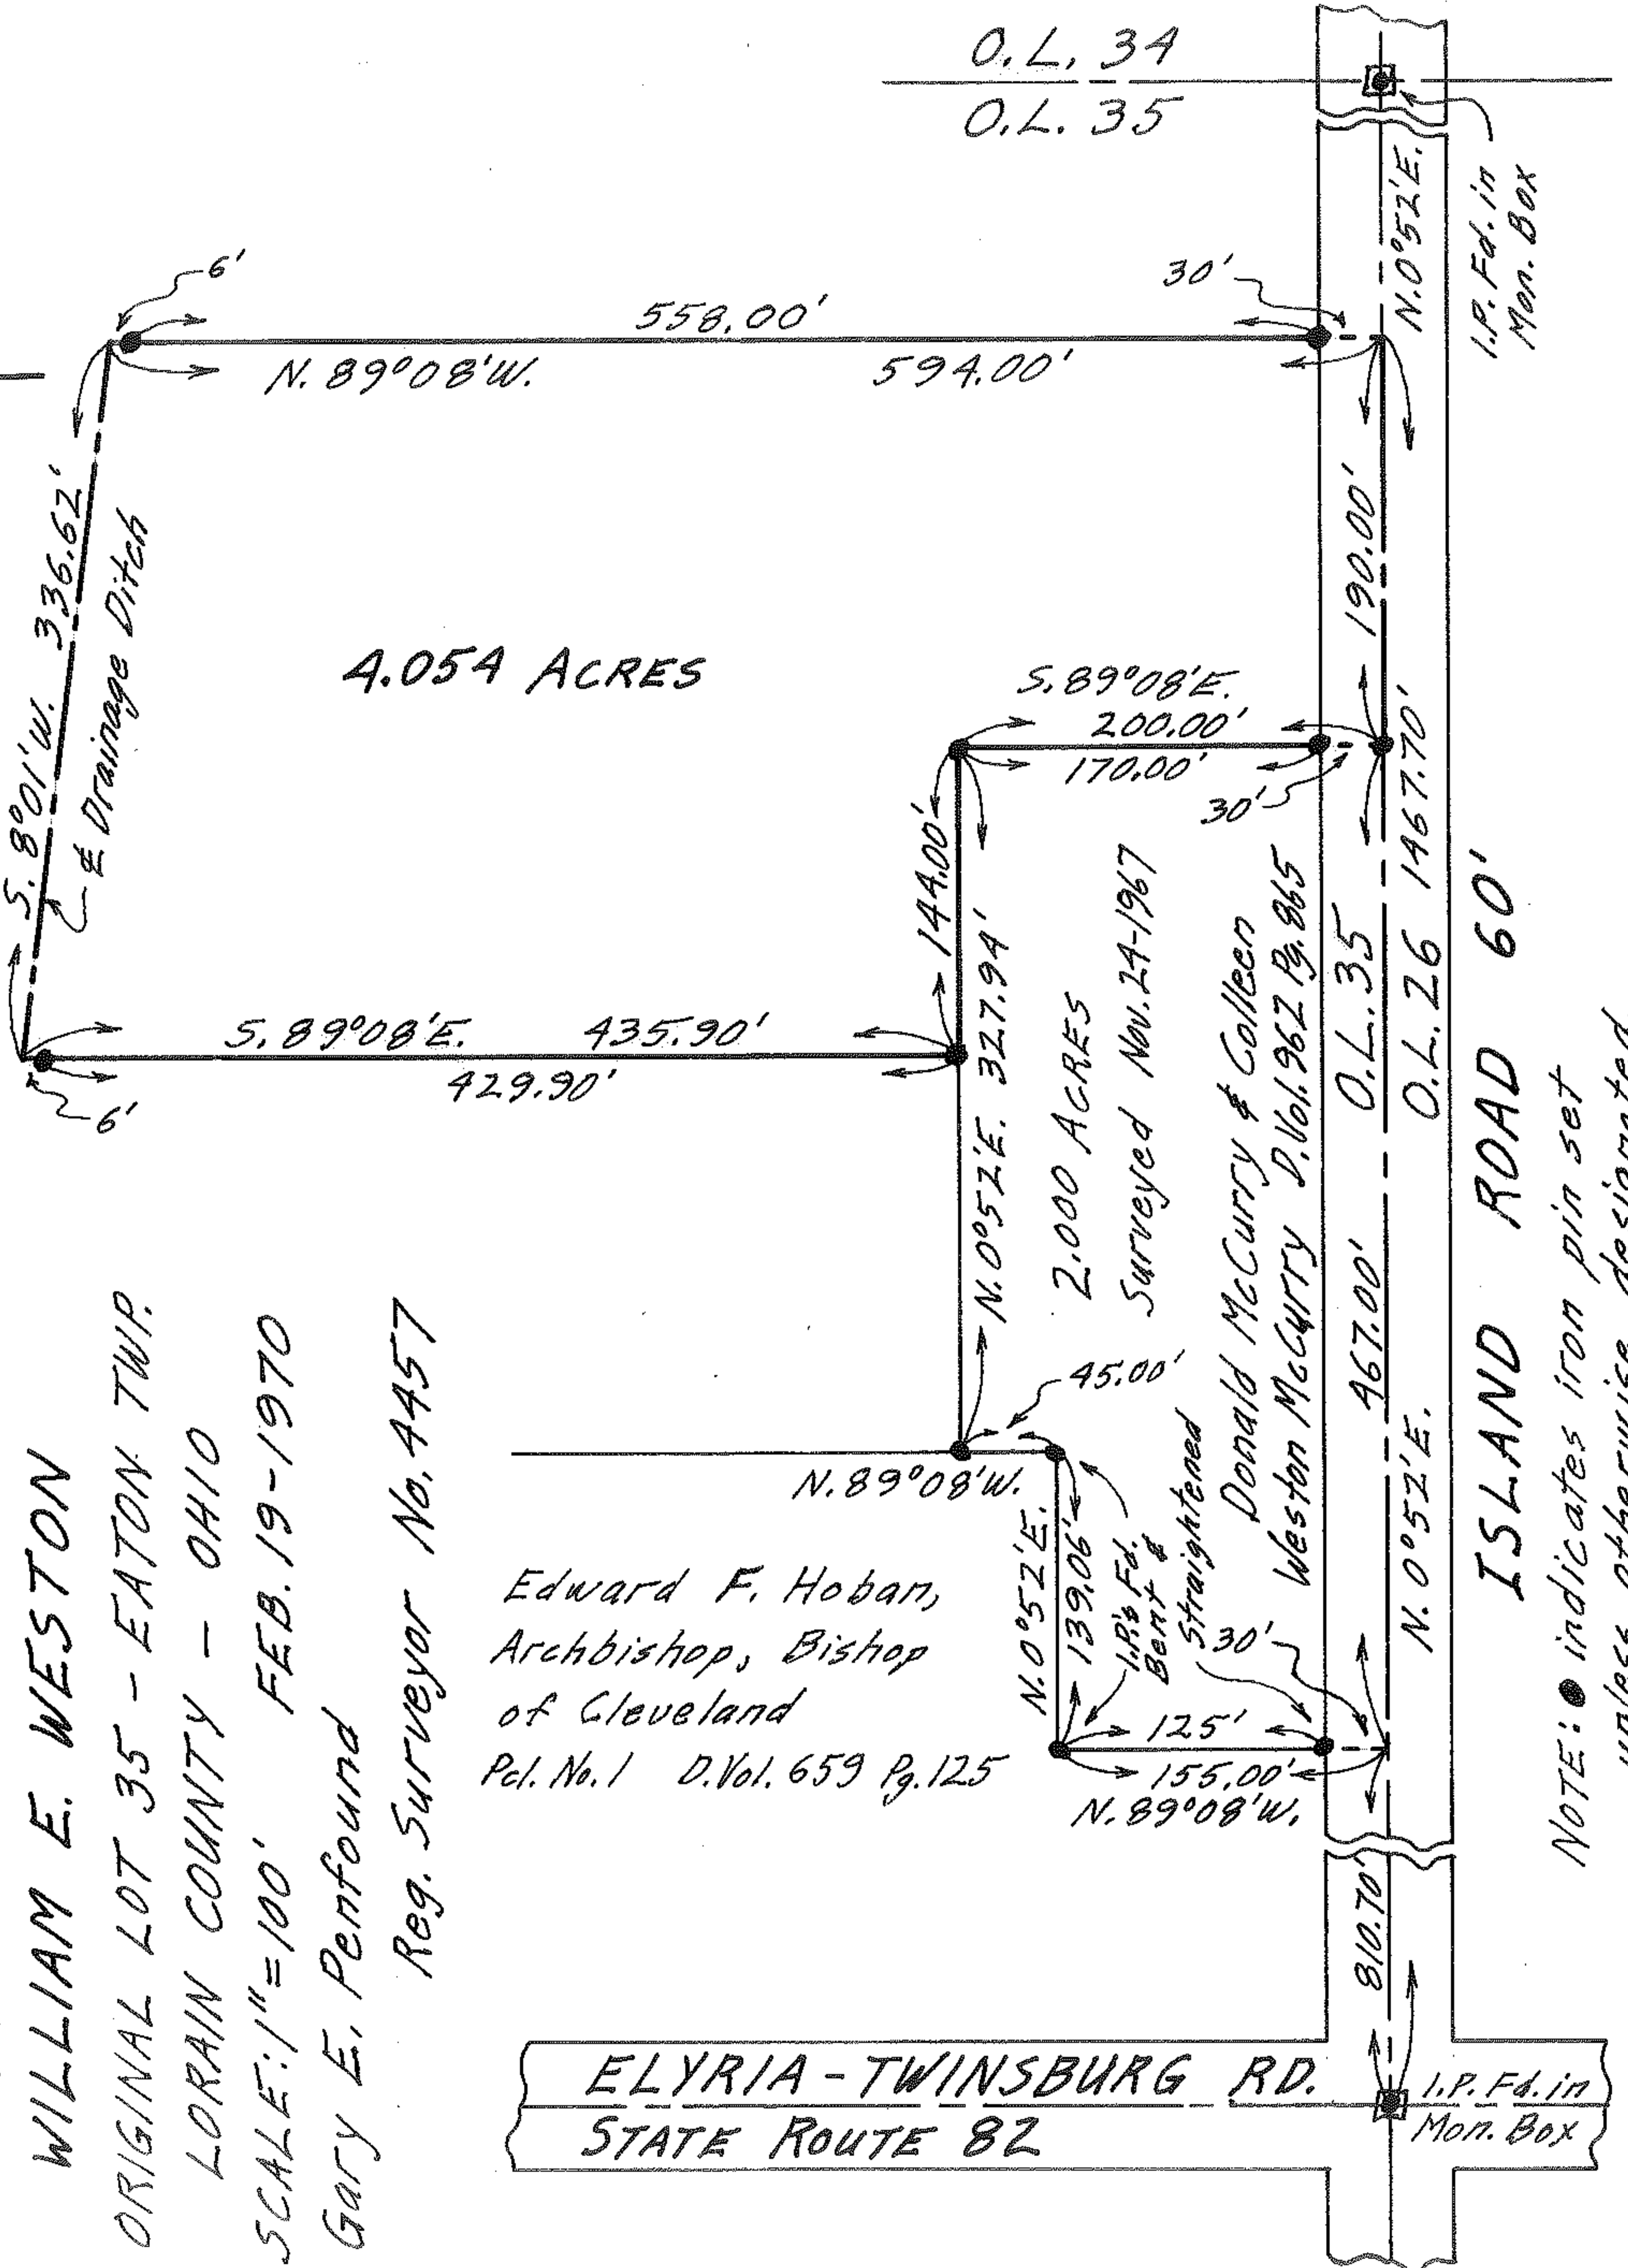 WILLIAM E. WESTON
ORIGINAL LOT 35 - EATON TWP.
LORAIN COUNTY - OHIO
SCALE: 1" = 100' FEB. 19-1970
Gary E. Penfound
Reg. Surveyor No. 4457
S. 8°01'W. 336.62'
℄ Drainage Ditch
6'
6'
558.00'
N. 89°08'W. 594.00'
4.054 ACRES
S. 89°08'E. 435.90'
429.90'
144.00'
N. 0°52'E. 327.94'
S. 89°08'E.
200.00'
170.00'
30'
30'
2.000 ACRES
Surveyed Nov. 24-1967
Donald McCurry & Colleen
Weston McCurry D.Vol. 962 Pg. 865
45.00'
N. 89°08'W.
N. 0°52'E.
139.06'
I.P.'s Fd.
Bent &
Straightened
30'
125'
155.00'
N. 89°08'W.
Edward F. Hoban,
Archbishop, Bishop
of Cleveland
Pcl. No. 1 D.Vol. 659 Pg. 125
O.L. 34
O.L. 35
810.70'
467.00'
O.L. 35
190.00'
N. 0°52'E.
N. 0°52'E.
O.L. 26
1467.70'
I.P. Fd. in
Mon. Box
I.P. Fd. in
Mon. Box
ISLAND ROAD 60'
ELYRIA - TWINSBURG RD.
STATE ROUTE 82
NOTE: ● indicates iron pin set
unless otherwise designated